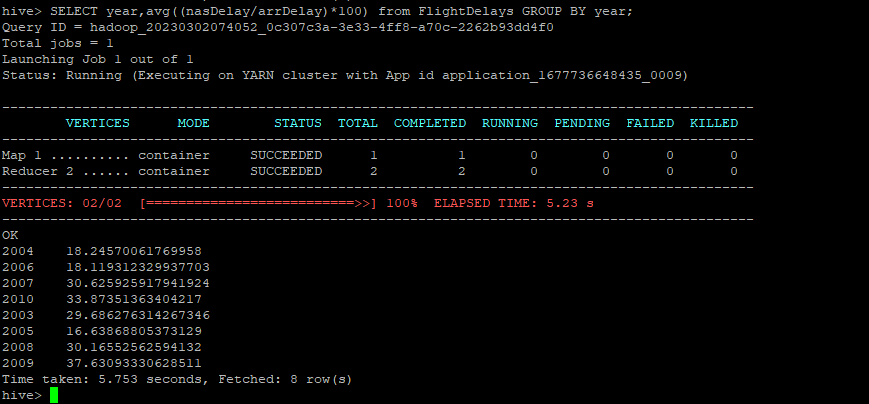 hive> SELECT year,avg((nasDelay/arrDelay)*100) from FlightDelays GROUP BY year;
Query ID = hadoop_20230302074052_0c307c3a-3e33-4ff8-a70c-2262b93dd4f0
Total jobs = 1
Launching Job 1 out of 1
Status: Running (Executing on YARN cluster with App id application_1677736648435_0009)
----------------------------------------------------------------------------------------------
VERTICES MODE STATUS TOTAL COMPLETED RUNNING PENDING FAILED KILLED
----------------------------------------------------------------------------------------------
Map 1 .......... container SUCCEEDED 1 1 0 0 0 0
Reducer 2 ...... container SUCCEEDED 2 2 0 0 0 0
----------------------------------------------------------------------------------------------
VERTICES: 02/02 [==========================>>] 100% ELAPSED TIME: 5.23 s
----------------------------------------------------------------------------------------------
OK
2004 18.24570061769958
2006 18.119312329937703
2007 30.625925917941924
2010 33.87351363404217
2003 29.686276314267346
2005 16.63868805373129
2008 30.16552562594132
2009 37.63093330628511
Time taken: 5.753 seconds, Fetched: 8 row(s)
hive>